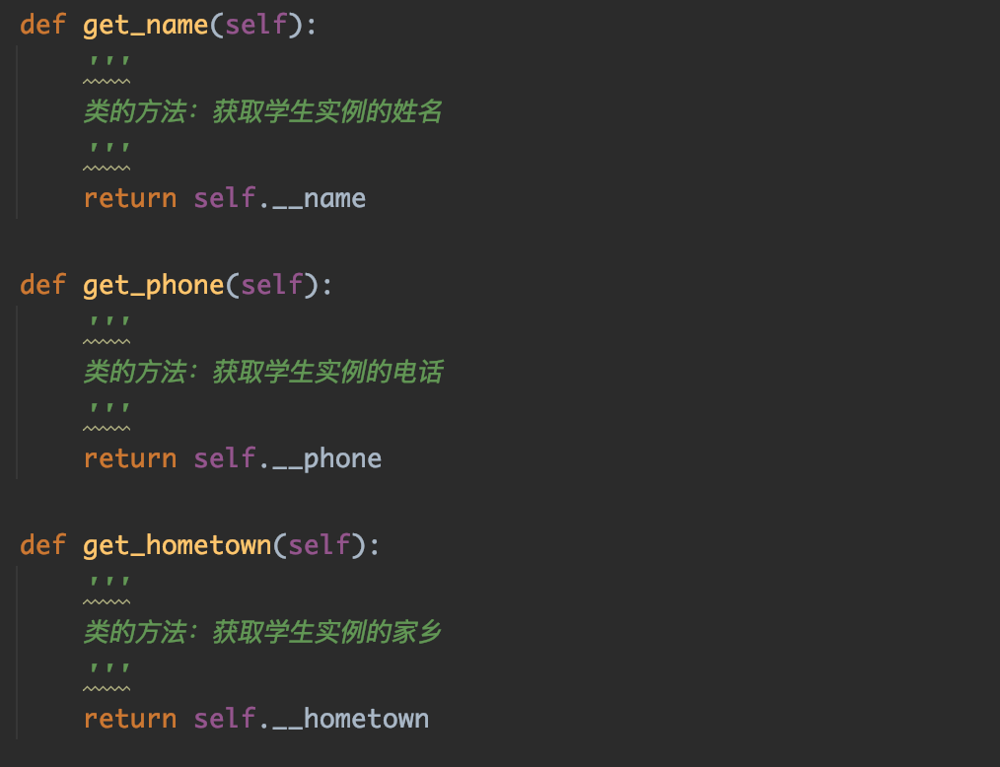 def get_name(self):
    '''
    类的方法：获取学生实例的姓名
    '''
    return self.__name

def get_phone(self):
    '''
    类的方法：获取学生实例的电话
    '''
    return self.__phone

def get_hometown(self):
    '''
    类的方法：获取学生实例的家乡
    '''
    return self.__hometown